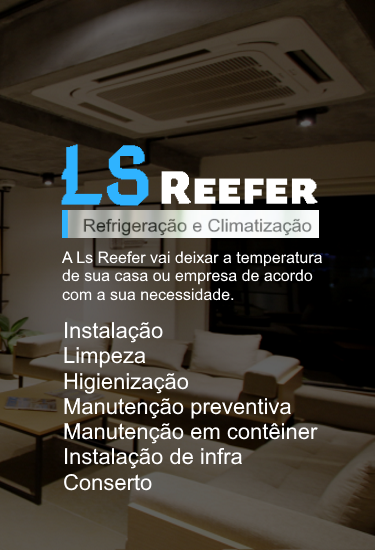 LS REEFER
Refrigeração e Climatização
A Ls Reefer vai deixar a temperatura
de sua casa ou empresa de acordo
com a sua necessidade.
Instalação
Limpeza
Higienização
Manutenção preventiva
Manutenção em contêiner
Instalação de infra
Conserto